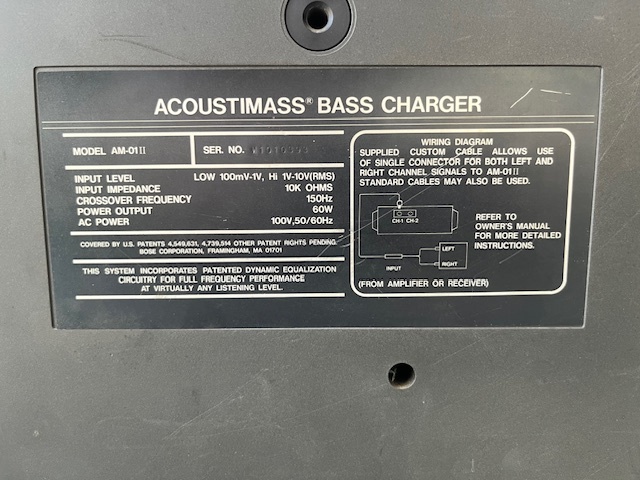 ACOUSTIMASS® BASS CHARGER
MODEL AM-01II
SER. NO.
INPUT LEVEL LOW 100mV-1V, Hi 1V-10V(RMS)
INPUT IMPEDANCE 10K OHMS
CROSSOVER FREQUENCY 150Hz
POWER OUTPUT 60W
AC POWER 100V,50/60Hz
COVERED BY U.S. PATENTS 4,549,631, 4,739,514 OTHER PATENT RIGHTS PENDING.
BOSE CORPORATION, FRAMINGHAM, MA 01701
THIS SYSTEM INCORPORATES PATENTED DYNAMIC EQUALIZATION
CIRCUITRY FOR FULL FREQUENCY PERFORMANCE
AT VIRTUALLY ANY LISTENING LEVEL.
WIRING DIAGRAM
SUPPLIED CUSTOM CABLE ALLOWS USE
OF SINGLE CONNECTOR FOR BOTH LEFT AND
RIGHT CHANNEL SIGNALS TO AM-01II
STANDARD CABLES MAY ALSO BE USED.
CH-1 CH-2
REFER TO
OWNER'S MANUAL
FOR MORE DETAILED
INSTRUCTIONS.
LEFT
RIGHT
INPUT
(FROM AMPLIFIER OR RECEIVER)